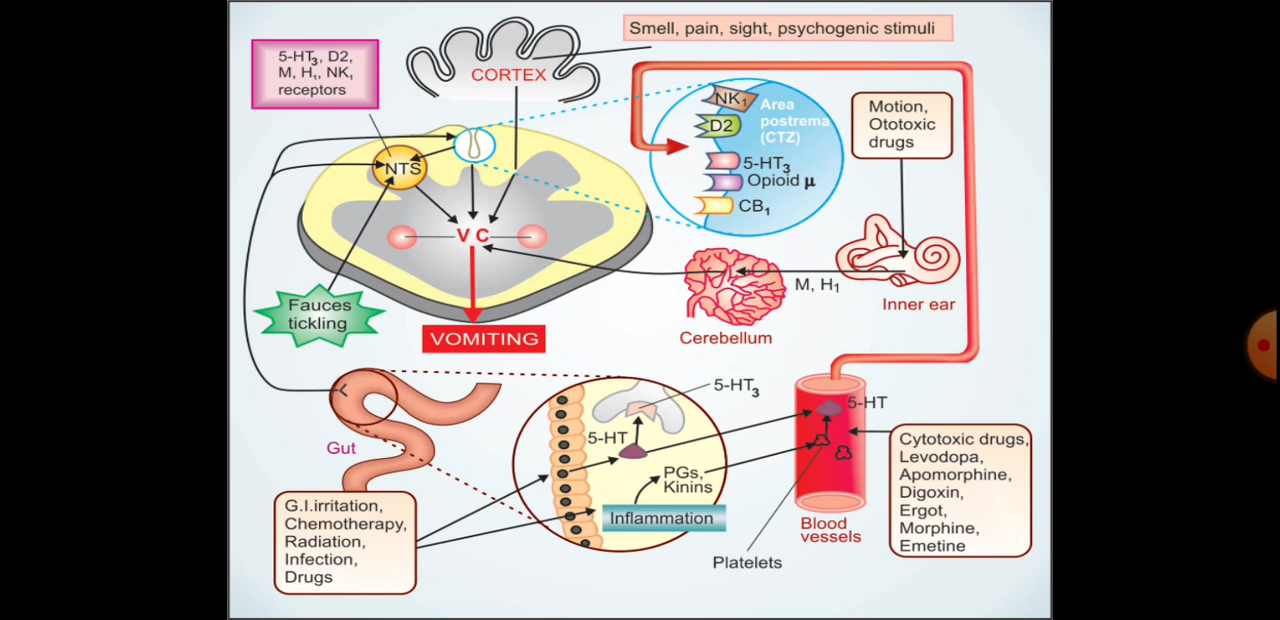 Smell, pain, sight, psychogenic stimuli
5-HT₃, D2,
M, H₁, NK₁
receptors
CORTEX
NK₁
Area
postrema
(CTZ)
D2
5-HT₃
Opioid μ
CB₁
Motion,
Ototoxic
drugs
NTS
V C
M, H₁
Inner ear
Fauces
tickling
VOMITING
Cerebellum
5-HT₃
5-HT
5-HT
Gut
PGs,
Kinins
Inflammation
Cytotoxic drugs,
Levodopa,
Apomorphine,
Digoxin,
Ergot,
Morphine,
Emetine
G.I.irritation,
Chemotherapy,
Radiation,
Infection,
Drugs
Blood
vessels
Platelets